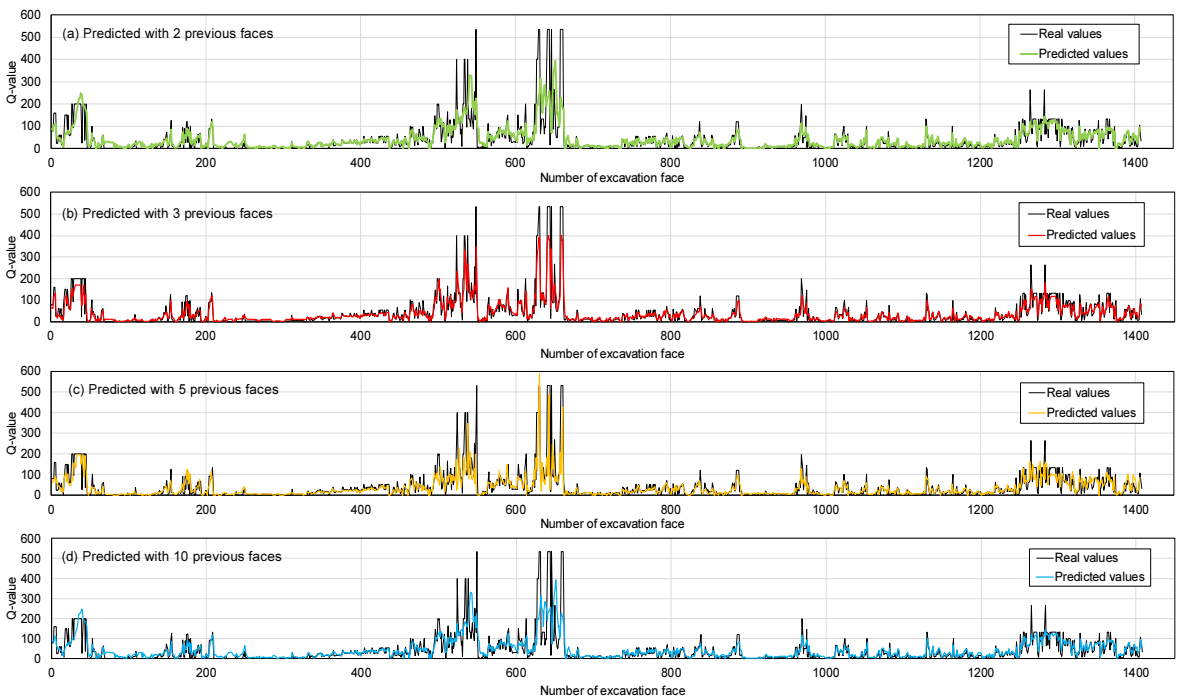 (a) Predicted with 2 previous faces
Real values
Predicted values
Q-value
600
500
400
300
200
100
0
0 200 400 600 800 1000 1200 1400
Number of excavation face
(b) Predicted with 3 previous faces
Real values
Predicted values
Q-value
600
500
400
300
200
100
0
0 200 400 600 800 1000 1200 1400
Number of excavation face
(c) Predicted with 5 previous faces
Real values
Predicted values
Q-value
600
500
400
300
200
100
0
0 200 400 600 800 1000 1200 1400
Number of excavation face
(d) Predicted with 10 previous faces
Real values
Predicted values
Q-value
600
500
400
300
200
100
0
0 200 400 600 800 1000 1200 1400
Number of excavation face